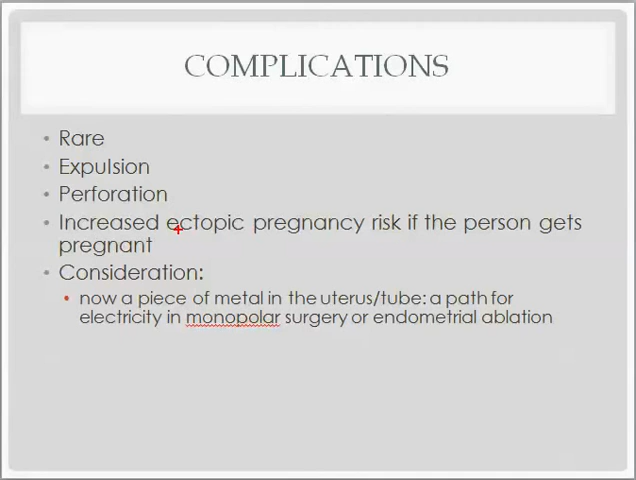 COMPLICATIONS
• Rare
• Expulsion
• Perforation
• Increased ectopic pregnancy risk if the person gets
pregnant
• Consideration:
• now a piece of metal in the uterus/tube: a path for
electricity in monopolar surgery or endometrial ablation